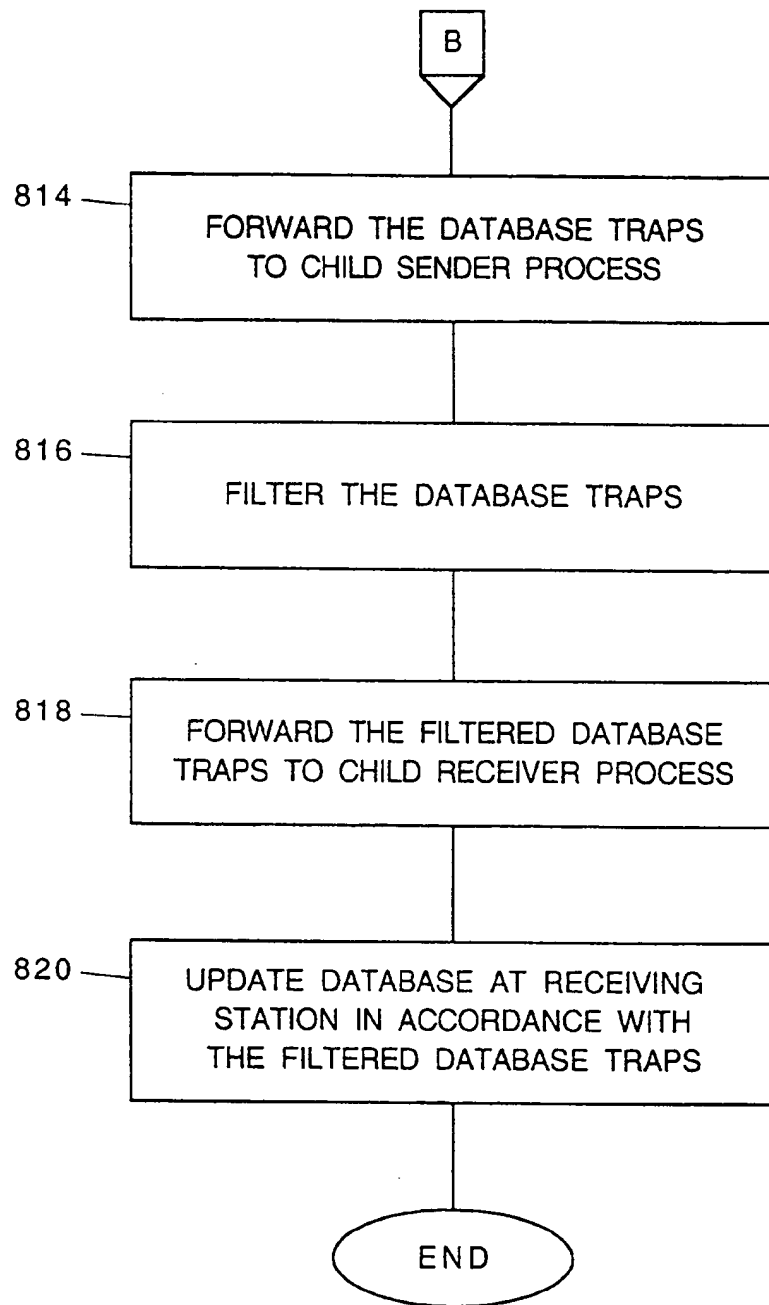 B
814
FORWARD THE DATABASE TRAPS
TO CHILD SENDER PROCESS
816
FILTER THE DATABASE TRAPS
818
FORWARD THE FILTERED DATABASE
TRAPS TO CHILD RECEIVER PROCESS
820
UPDATE DATABASE AT RECEIVING
STATION IN ACCORDANCE WITH
THE FILTERED DATABASE TRAPS
END